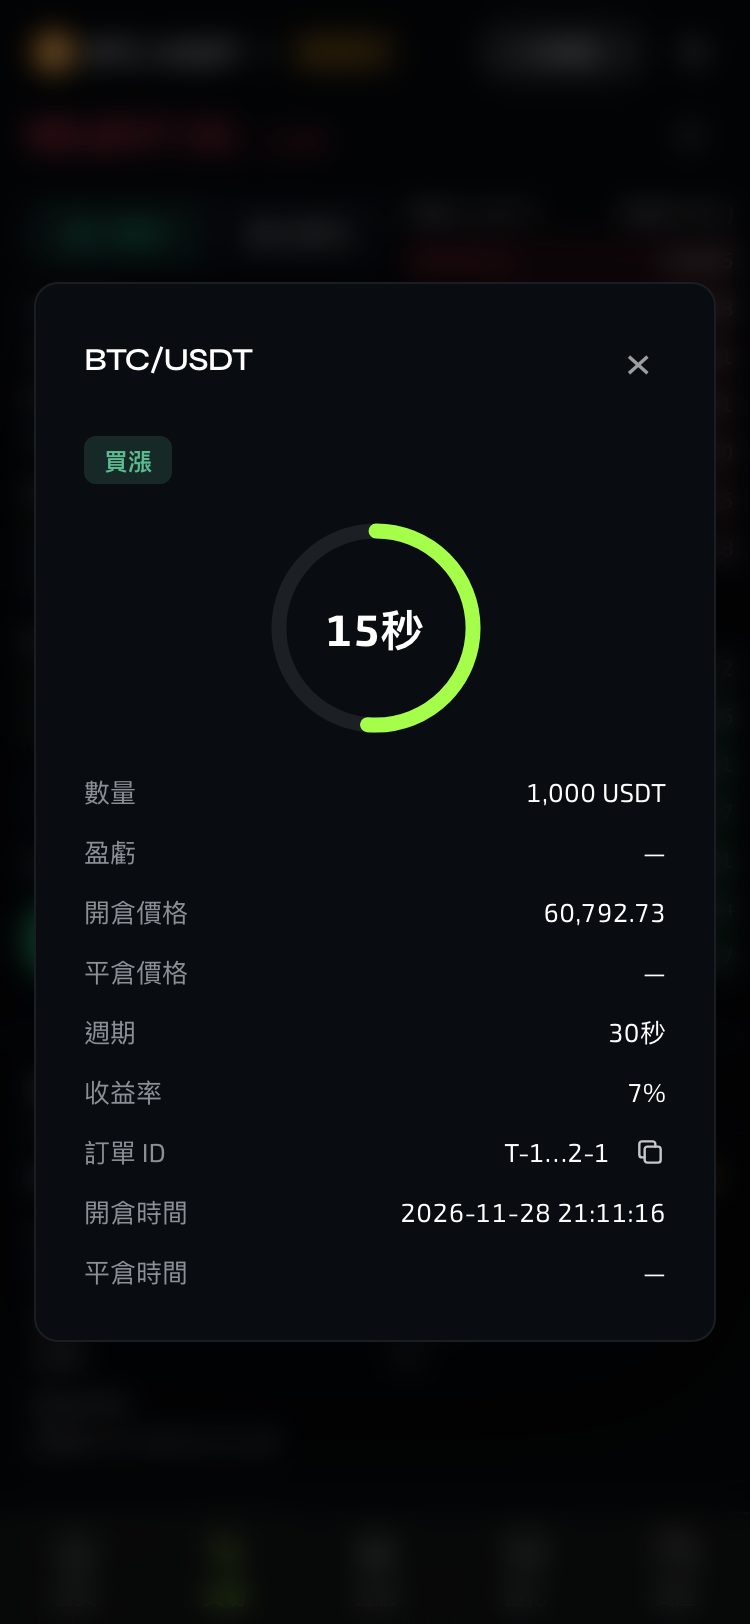 BTC/USDT
買漲
15秒
數量 1,000 USDT
盈虧 —
開倉價格 60,792.73
平倉價格 —
週期 30秒
收益率 7%
訂單 ID T-1...2-1
開倉時間 2026-11-28 21:11:16
平倉時間 —